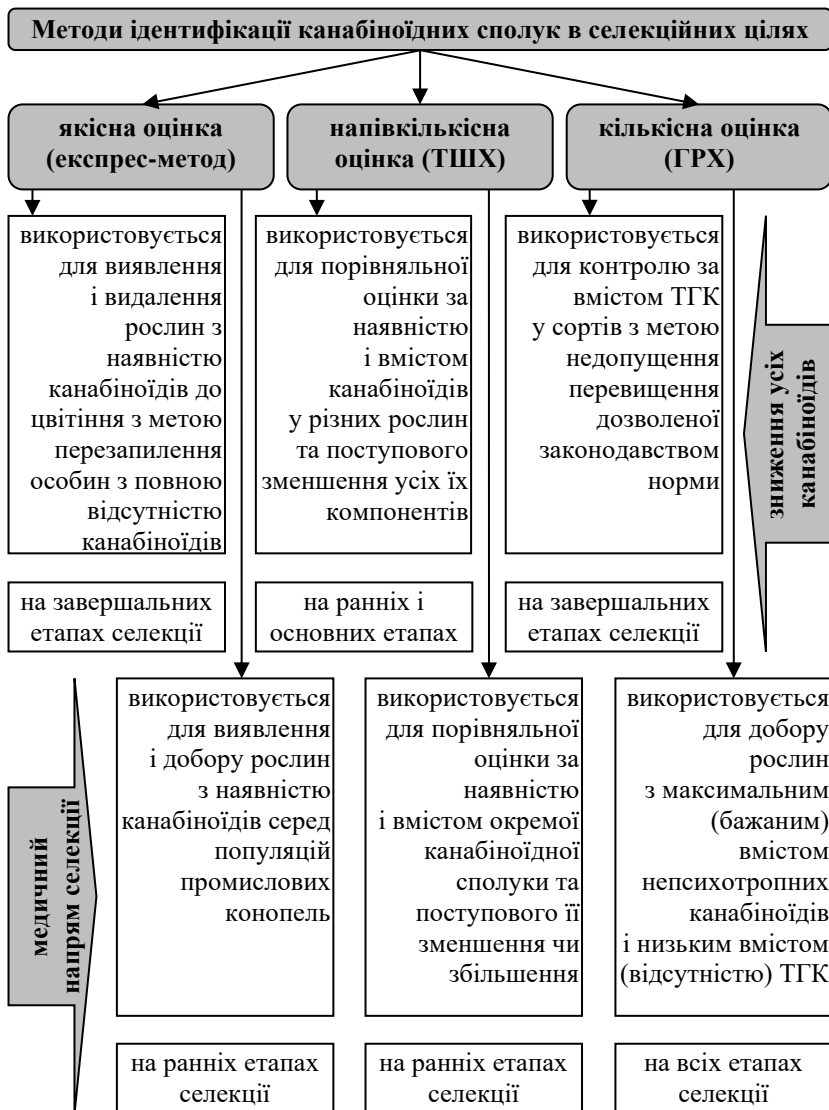 Методи ідентифікації канабіноїдних сполук в селекційних цілях
якісна оцінка
(експрес-метод)
напівкількісна
оцінка (ТШХ)
кількісна оцінка
(ГРХ)
використовується
для виявлення
і видалення
рослин з
наявністю
канабіноїдів до
цвітіння з метою
перезапилення
особин з повною
відсутністю
канабіноїдів
використовується
для порівняльної
оцінки за
наявністю
і вмістом
канабіноїдів
у різних рослин
та поступового
зменшення усіх їх
компонентів
використовується
для контролю за
вмістом ТГК
у сортів з метою
недопущення
перевищення
дозволеної
законодавством
норми
зниження усіх
канабіноїдів
на завершальних
етапах селекції
на ранніх і
основних етапах
на завершальних
етапах селекції
медичний
напрям селекції
використовується
для виявлення
і добору рослин
з наявністю
канабіноїдів серед
популяцій
промислових
конопель
використовується
для порівняльної
оцінки за
наявністю
і вмістом окремої
канабіноїдної
сполуки та
поступового її
зменшення чи
збільшення
використовується
для добору
рослин
з максимальним
(бажаним)
вмістом
непсихотропних
канабіноїдів
і низьким вмістом
(відсутністю) ТГК
на ранніх етапах
селекції
на ранніх етапах
селекції
на всіх етапах
селекції